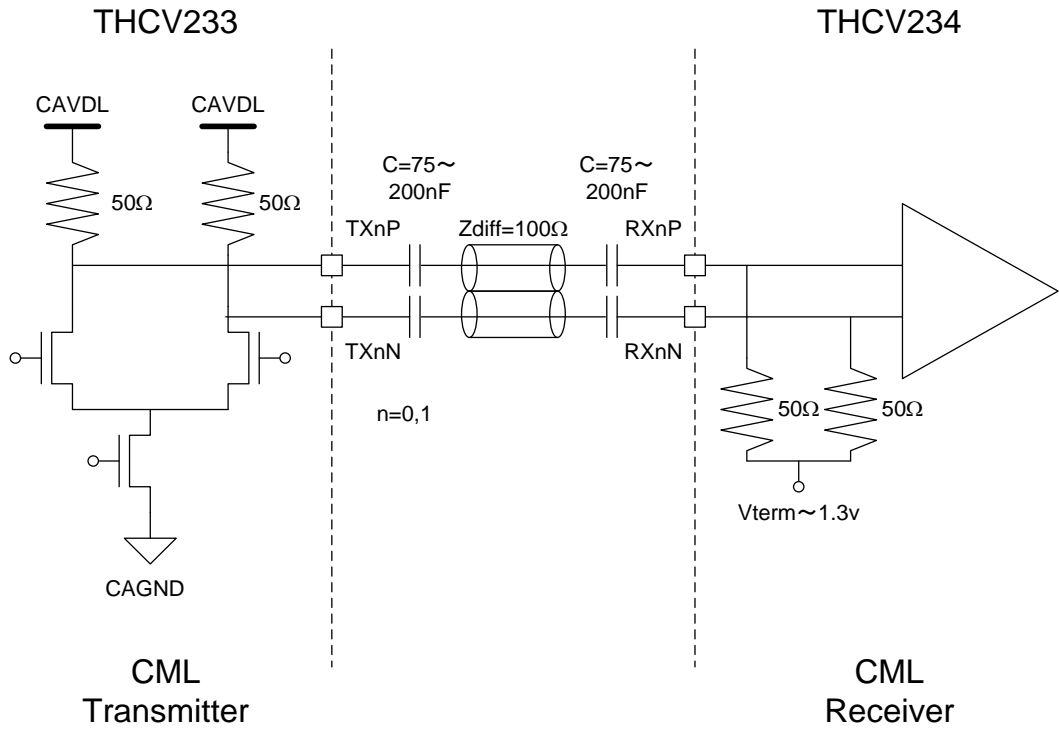 THCV233
THCV234
CAVDL
CAVDL
50Ω
50Ω
C=75～
200nF
C=75～
200nF
TXnP
Zdiff=100Ω
RXnP
TXnN
RXnN
n=0,1
50Ω
50Ω
Vterm～1.3v
CAGND
CML
Transmitter
CML
Receiver